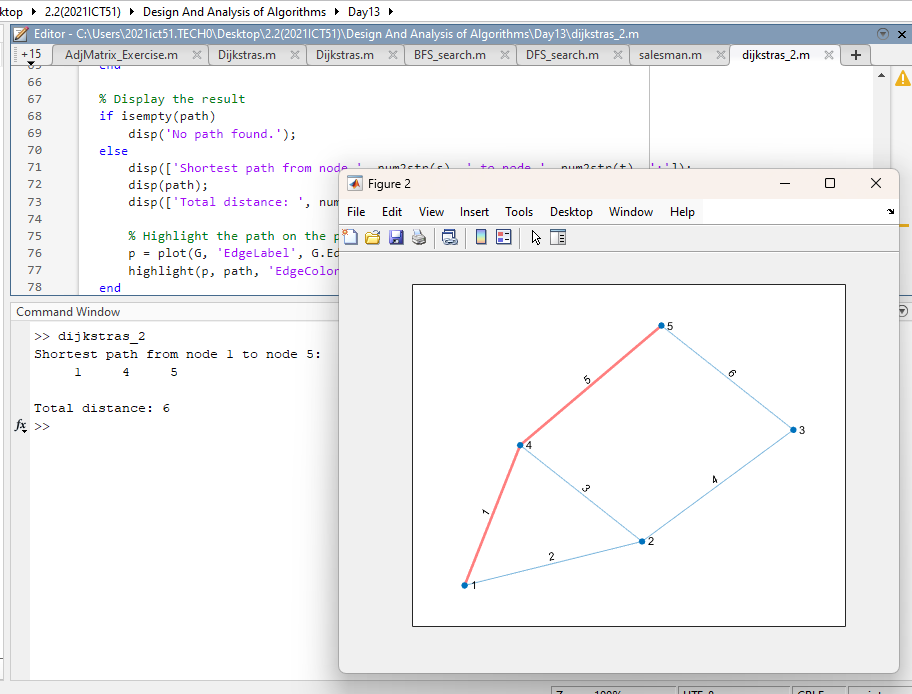 ktop ▸ 2.2(2021ICT51) ▸ Design And Analysis of Algorithms ▸ Day13 ▸
Editor - C:\Users\2021ict51.TECH0\Desktop\2.2(2021ICT51)\Design And Analysis of Algorithms\Day13\dijkstras_2.m
+15 AdjMatrix_Exercise.m Dijkstras.m Dijkstras.m BFS_search.m DFS_search.m salesman.m dijkstras_2.m
65 end
66
67 % Display the result
68 if isempty(path)
69 disp('No path found.');
70 else
71 disp(['Shortest path from node ', num2str(s), ' to node ', num2str(t), ':']);
72 disp(path);
73 disp(['Total distance: ', num
74
75 % Highlight the path on the p
76 p = plot(G, 'EdgeLabel', G.Ed
77 highlight(p, path, 'EdgeColor
78 end
Command Window
>> dijkstras_2
Shortest path from node 1 to node 5:
1 4 5
Total distance: 6
fx >>
Figure 2
File Edit View Insert Tools Desktop Window Help
5
5
6
4
3
3
4
1
2
2
1
100%
UTF-8
CRLF